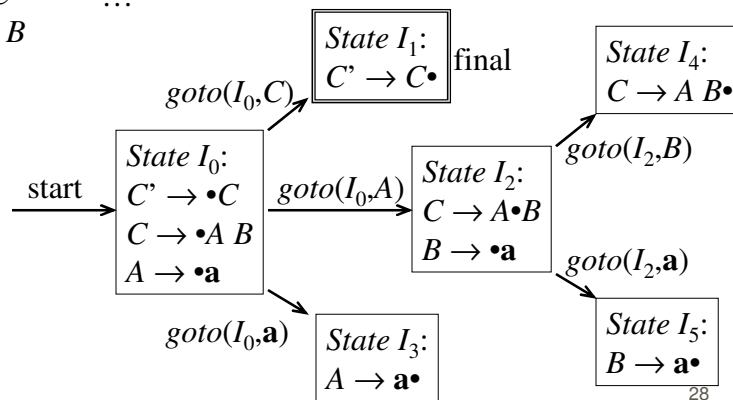 …
B
State I₁:
C’ → C•
final
State I₄:
C → A B•
goto(I₀,C)
goto(I₂,B)
start
State I₀:
C’ → •C
C → •A B
A → •a
goto(I₀,A)
State I₂:
C → A•B
B → •a
goto(I₂,a)
goto(I₀,a)
State I₃:
A → a•
State I₅:
B → a•
28